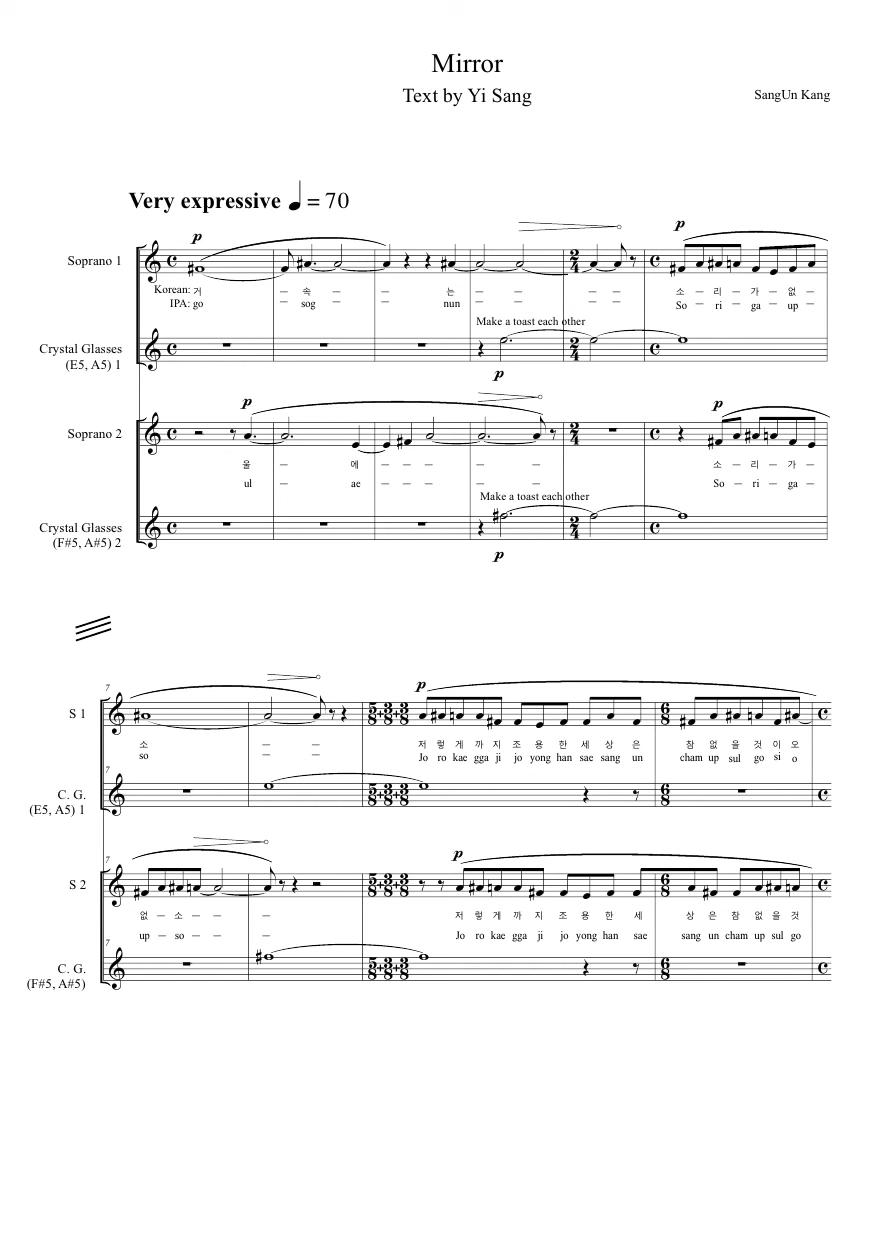 Mirror
Text by Yi Sang
SangUn Kang
Very expressive ♩ = 70
p
p
Soprano 1
Korean: 거 — 속 — — 는 — — — — 소 — 리 — 가 — 없 —
IPA: go — sog — — nun — — — — So — ri — ga — up —
Make a toast each other
Crystal Glasses
(E5, A5) 1
p
p
p
Soprano 2
울 — 에 — — — — — 소 — 리 — 가 —
ul — ae — — — — — So — ri — ga —
Make a toast each other
Crystal Glasses
(F#5, A#5) 2
p
7
p
S 1
소 — — 저 렇 게 까 지 조 용 한 세 상 은 참 없 을 것 이 오
so — — Jo ro kae gga ji jo yong han sae sang un cham up sul go si o
7
C. G.
(E5, A5) 1
7
p
S 2
없 — 소 — — — 저 렇 게 까 지 조 용 한 세 상 은 참 없 을 것
up — so — — — Jo ro kae gga ji jo yong han sae sang un cham up sul go
7
C. G.
(F#5, A#5)